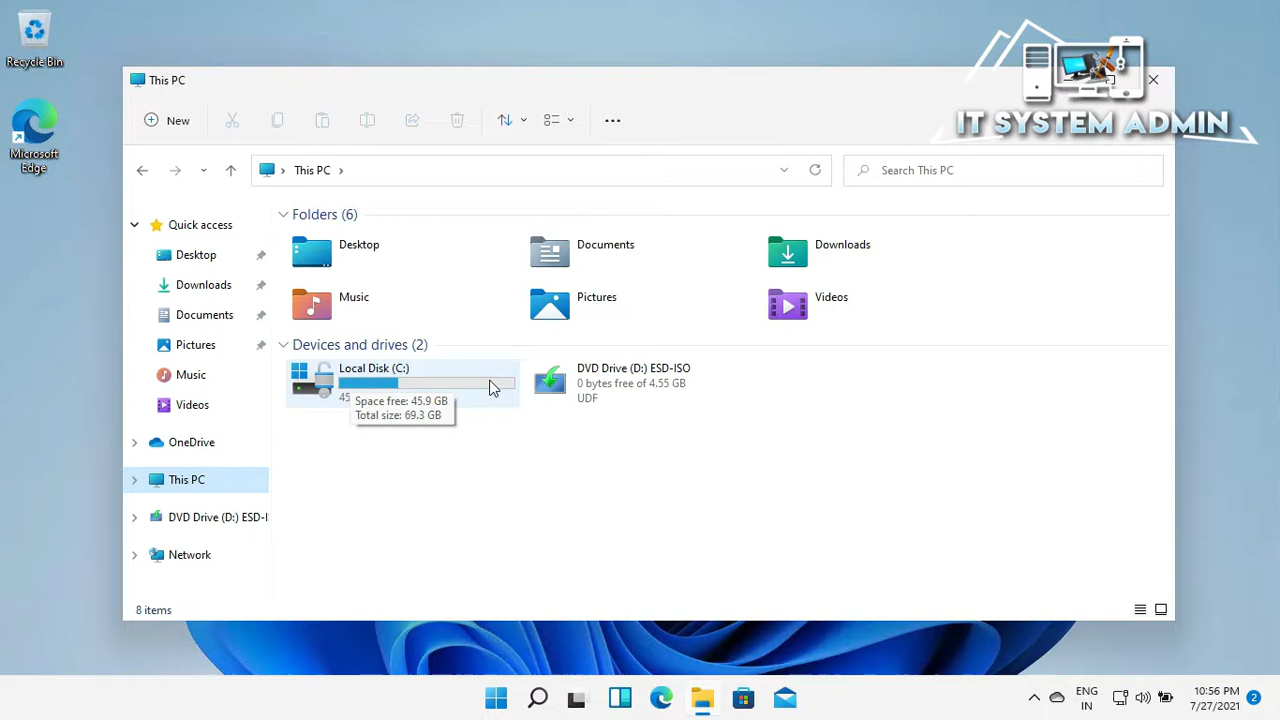 Recycle Bin
Microsoft Edge
This PC
IT SYSTEM ADMIN
New
This PC
Search This PC
Quick access
Desktop
Downloads
Documents
Pictures
Music
Videos
OneDrive
This PC
DVD Drive (D:) ESD-I
Network
Folders (6)
Desktop
Documents
Downloads
Music
Pictures
Videos
Devices and drives (2)
Local Disk (C:)
45
Space free: 45.9 GB
Total size: 69.3 GB
DVD Drive (D:) ESD-ISO
0 bytes free of 4.55 GB
UDF
8 items
ENG
IN
10:56 PM
7/27/2021
2